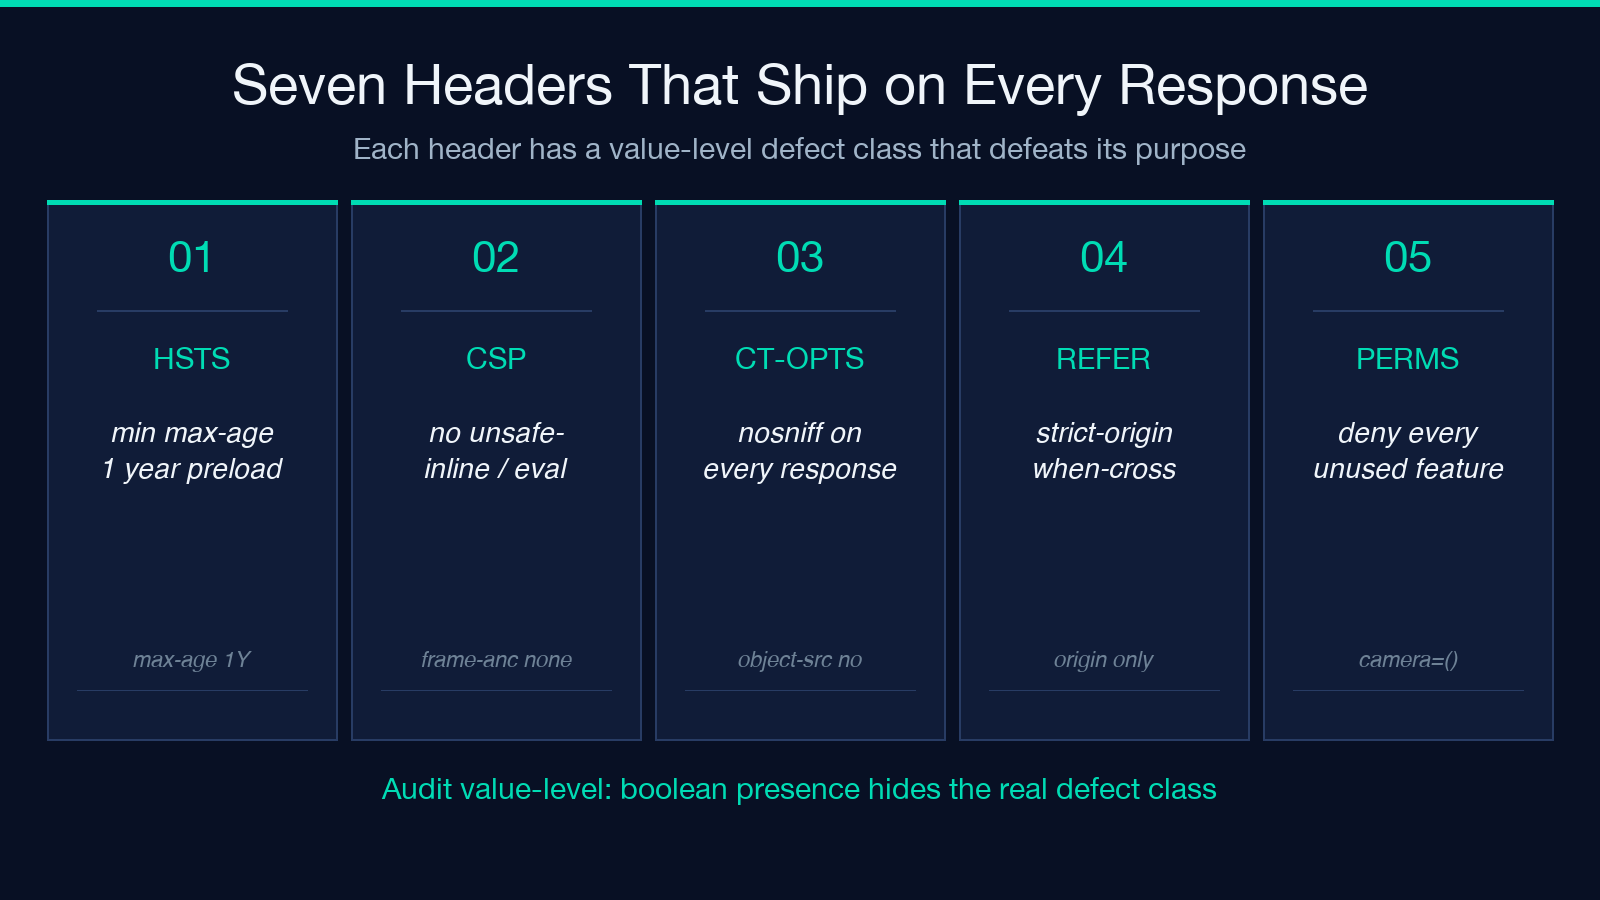 Seven Headers That Ship on Every Response
Each header has a value-level defect class that defeats its purpose
01
HSTS
min max-age
1 year preload
max-age 1Y
02
CSP
no unsafe-
inline / eval
frame-anc none
03
CT-OPTS
nosniff on
every response
object-src no
04
REFER
strict-origin
when-cross
origin only
05
PERMS
deny every
unused feature
camera=()
Audit value-level: boolean presence hides the real defect class